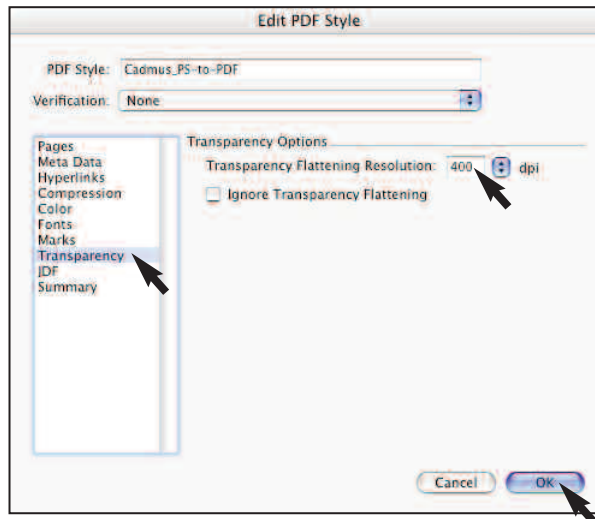 Edit PDF Style
PDF Style: Cadmus_PS-to-PDF
Verification: None
Pages
Meta Data
Hyperlinks
Compression
Color
Fonts
Marks
Transparency
JDF
Summary
Transparency Options
Transparency Flattening Resolution: 400 dpi
Ignore Transparency Flattening
Cancel OK